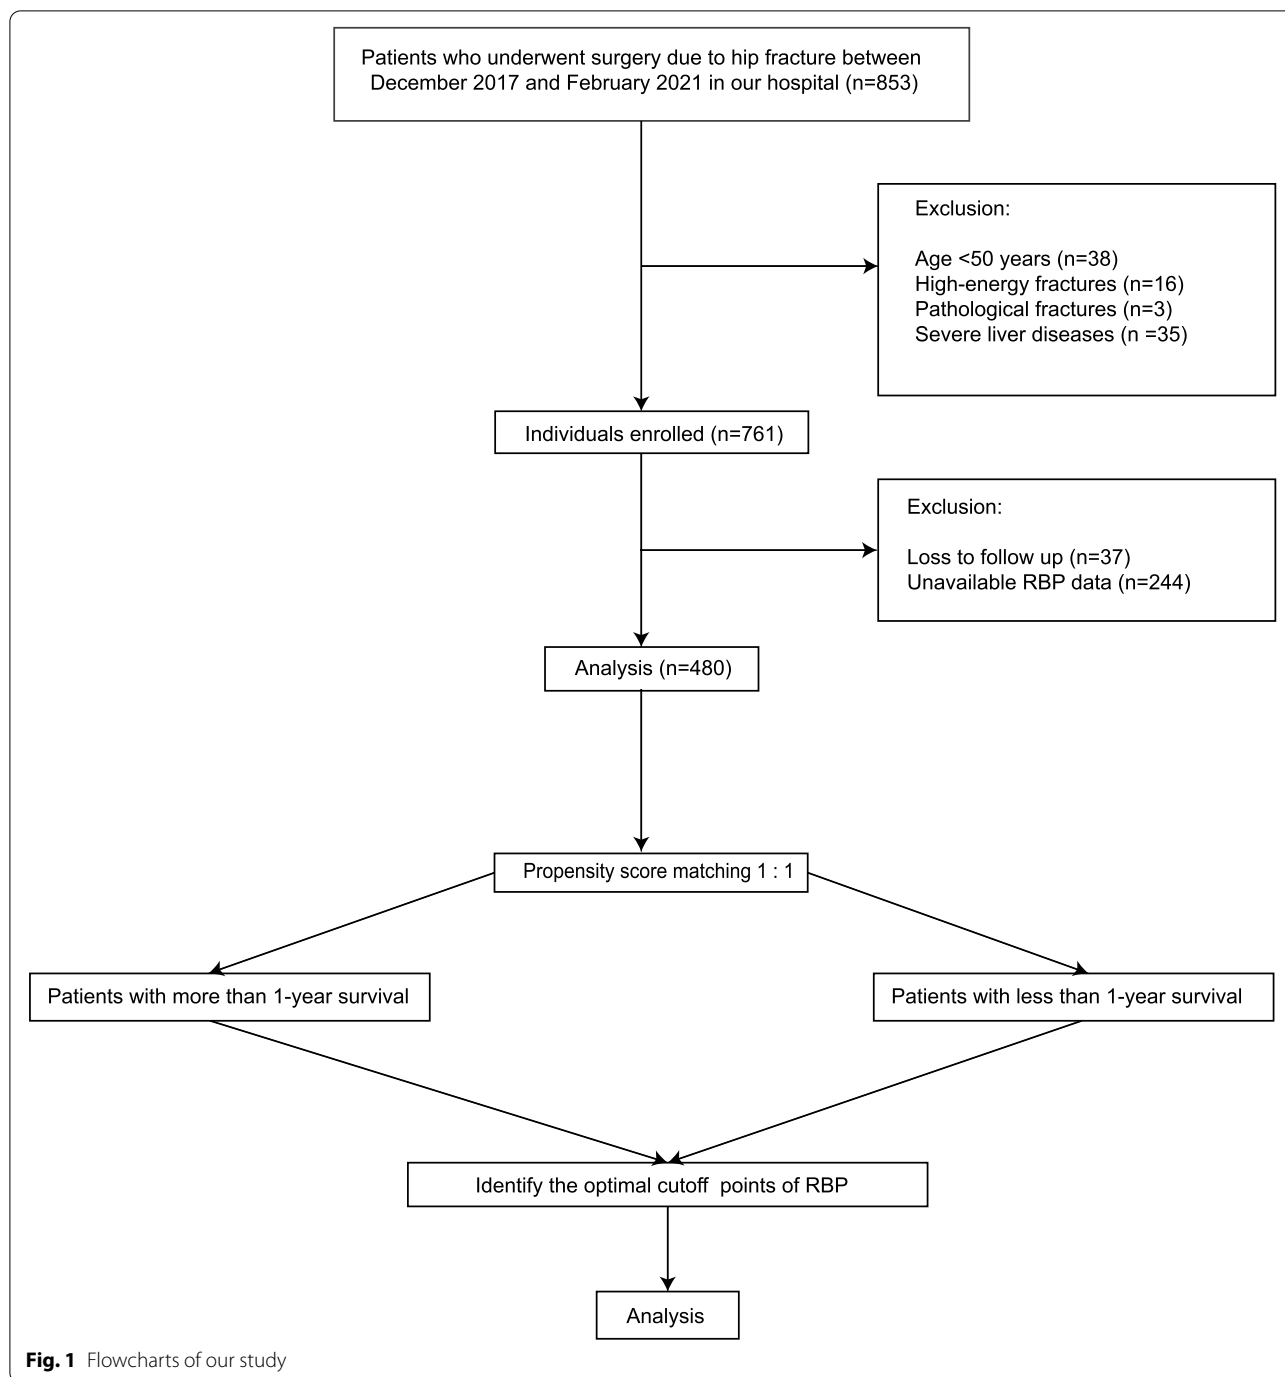 Patients who underwent surgery due to hip fracture between
December 2017 and February 2021 in our hospital (n=853)
Exclusion:
Age <50 years (n=38)
High-energy fractures (n=16)
Pathological fractures (n=3)
Severe liver diseases (n =35)
Individuals enrolled (n=761)
Exclusion:
Loss to follow up (n=37)
Unavailable RBP data (n=244)
Analysis (n=480)
Propensity score matching 1 : 1
Patients with more than 1-year survival
Patients with less than 1-year survival
Identify the optimal cutoff  points of RBP
Analysis
Fig. 1 Flowcharts of our study